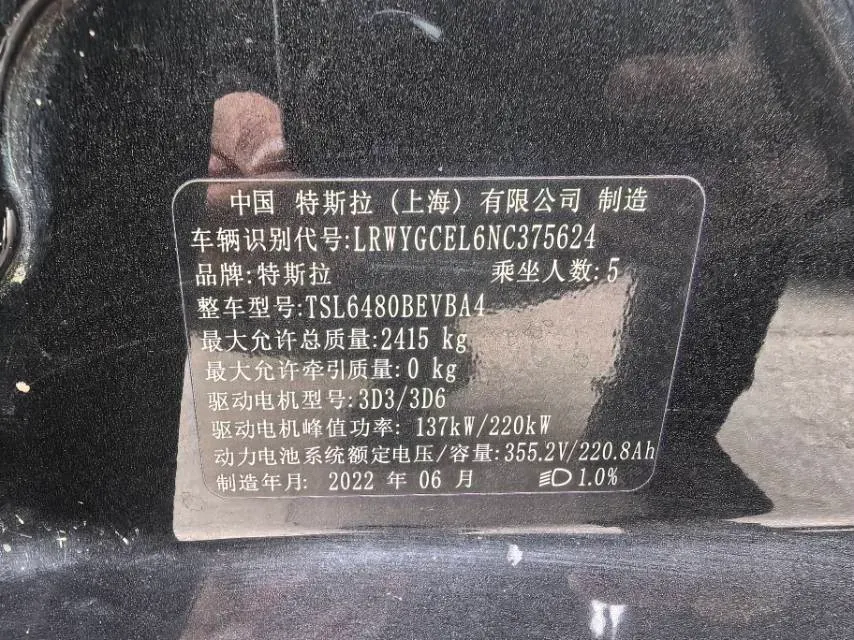 中国 特斯拉(上海)有限公司 制造
车辆识别代号:LRWYGCEL6NC375624
品牌:特斯拉 乘坐人数:5
整车型号:TSL6480BEVBA4
最大允许总质量:2415 kg
最大允许牵引质量:0 kg
驱动电机型号:3D3/3D6
驱动电机峰值功率: 137kW/220kW
动力电池系统额定电压/容量:355.2V/220.8Ah
制造年月: 2022 年 06 月 1.0%